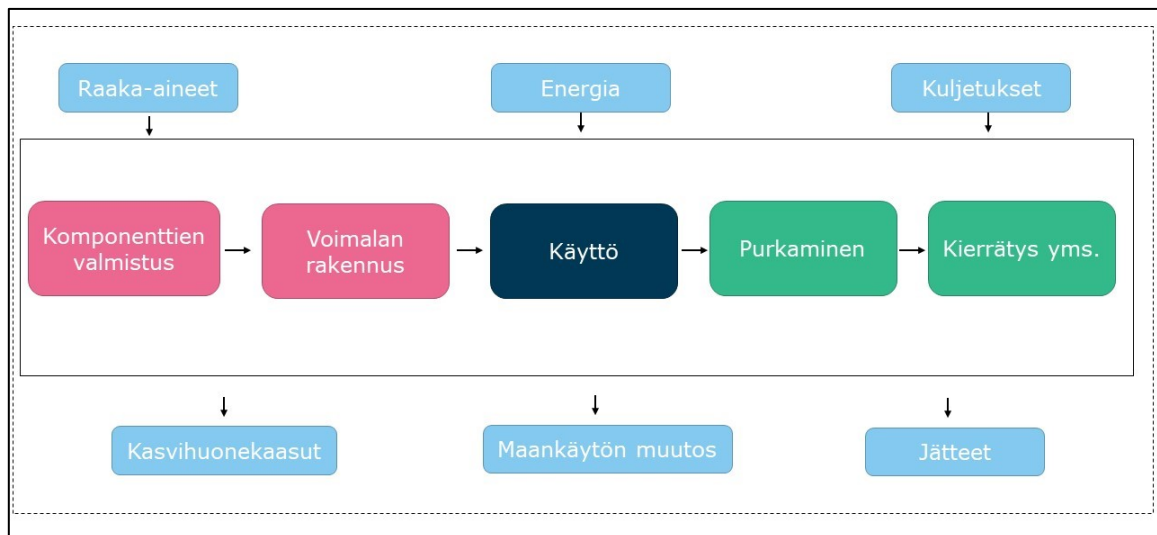 Raaka-aineet
Energia
Kuljetukset
Komponenttien
valmistus
Voimalan
rakennus
Käyttö
Purkaminen
Kierrätys yms.
Kasvihuonekaasut
Maankäytön muutos
Jätteet